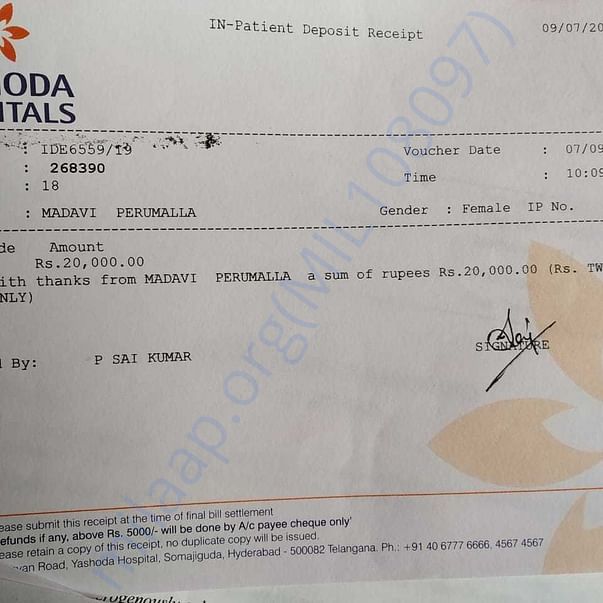 IN-Patient Deposit Receipt 09/07/20
ODA
ITALS
: IDE6559/19 Voucher Date : 07/09
: 268390 Time : 10:09
: 18
: MADAVI PERUMALLA Gender : Female IP No.
de Amount
Rs.20,000.00
ith thanks from MADAVI PERUMALLA a sum of rupees Rs.20,000.00 (Rs. TW
NLY)
By: P SAI KUMAR
SIGNATURE
ease submit this receipt at the time of final bill settlement
efunds if any, above Rs. 5000/- will be done by A/c payee cheque only'
ease retain a copy of this receipt, no duplicate copy will be issued.
van Road, Yashoda Hospital, Somajiguda, Hyderabad - 500082 Telangana. Ph.: +91 40 6777 6666, 4567 4567
milaap.org(MIL108097)